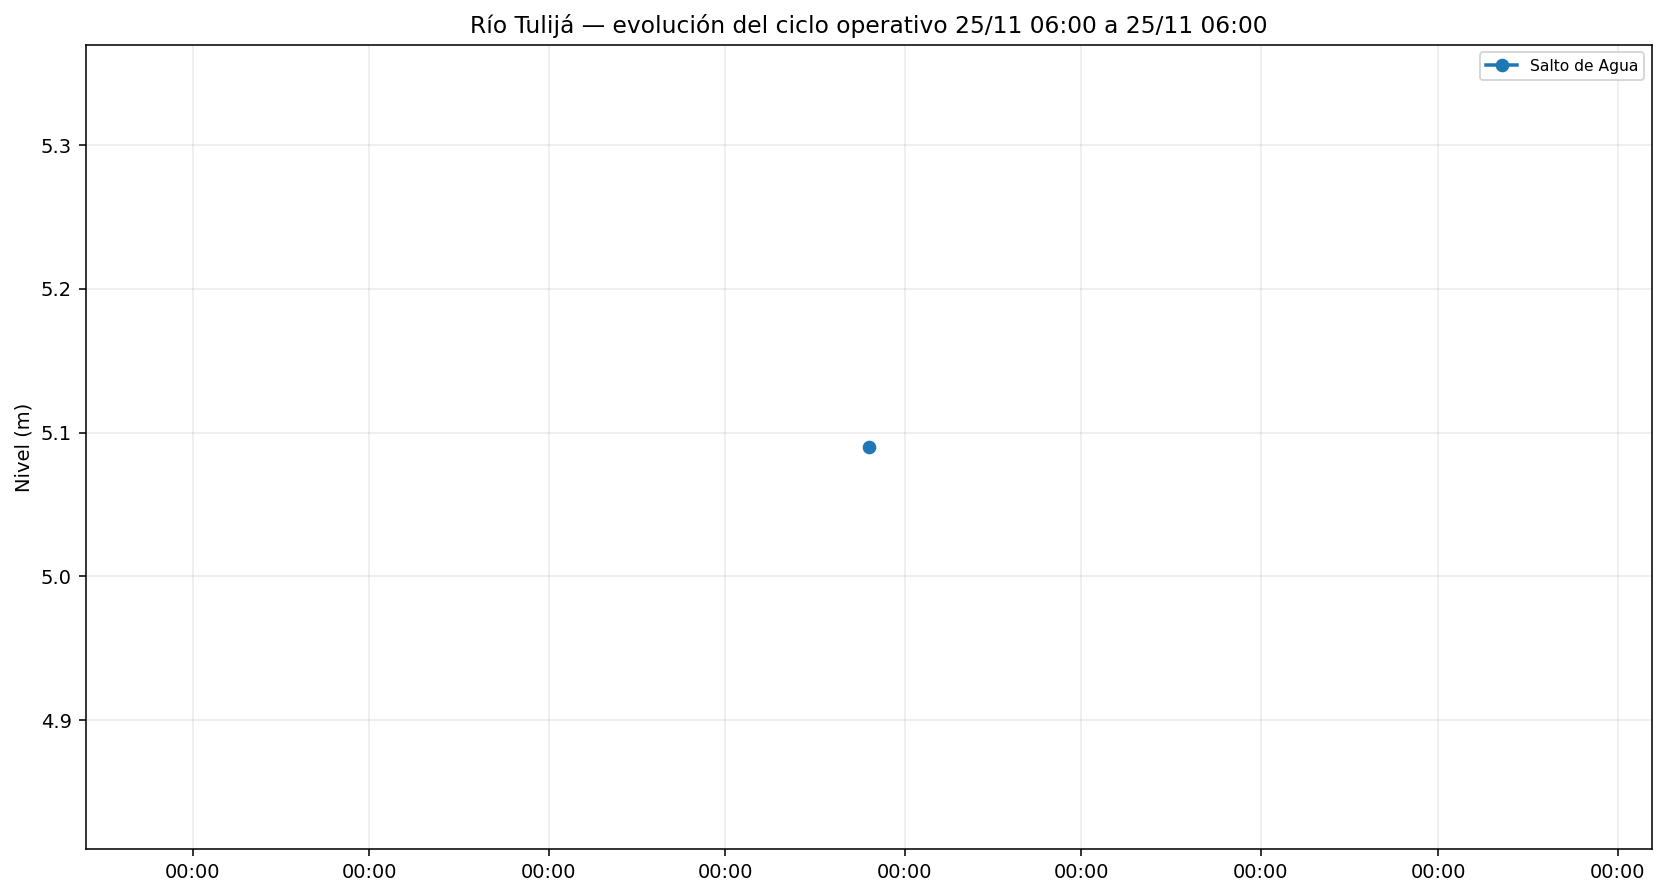 Río Tulijá — evolución del ciclo operativo 25/11 06:00 a 25/11 06:00
Salto de Agua
Nivel (m)
5.3
5.2
5.1
5.0
4.9
00:00 00:00 00:00 00:00 00:00 00:00 00:00 00:00 00:00